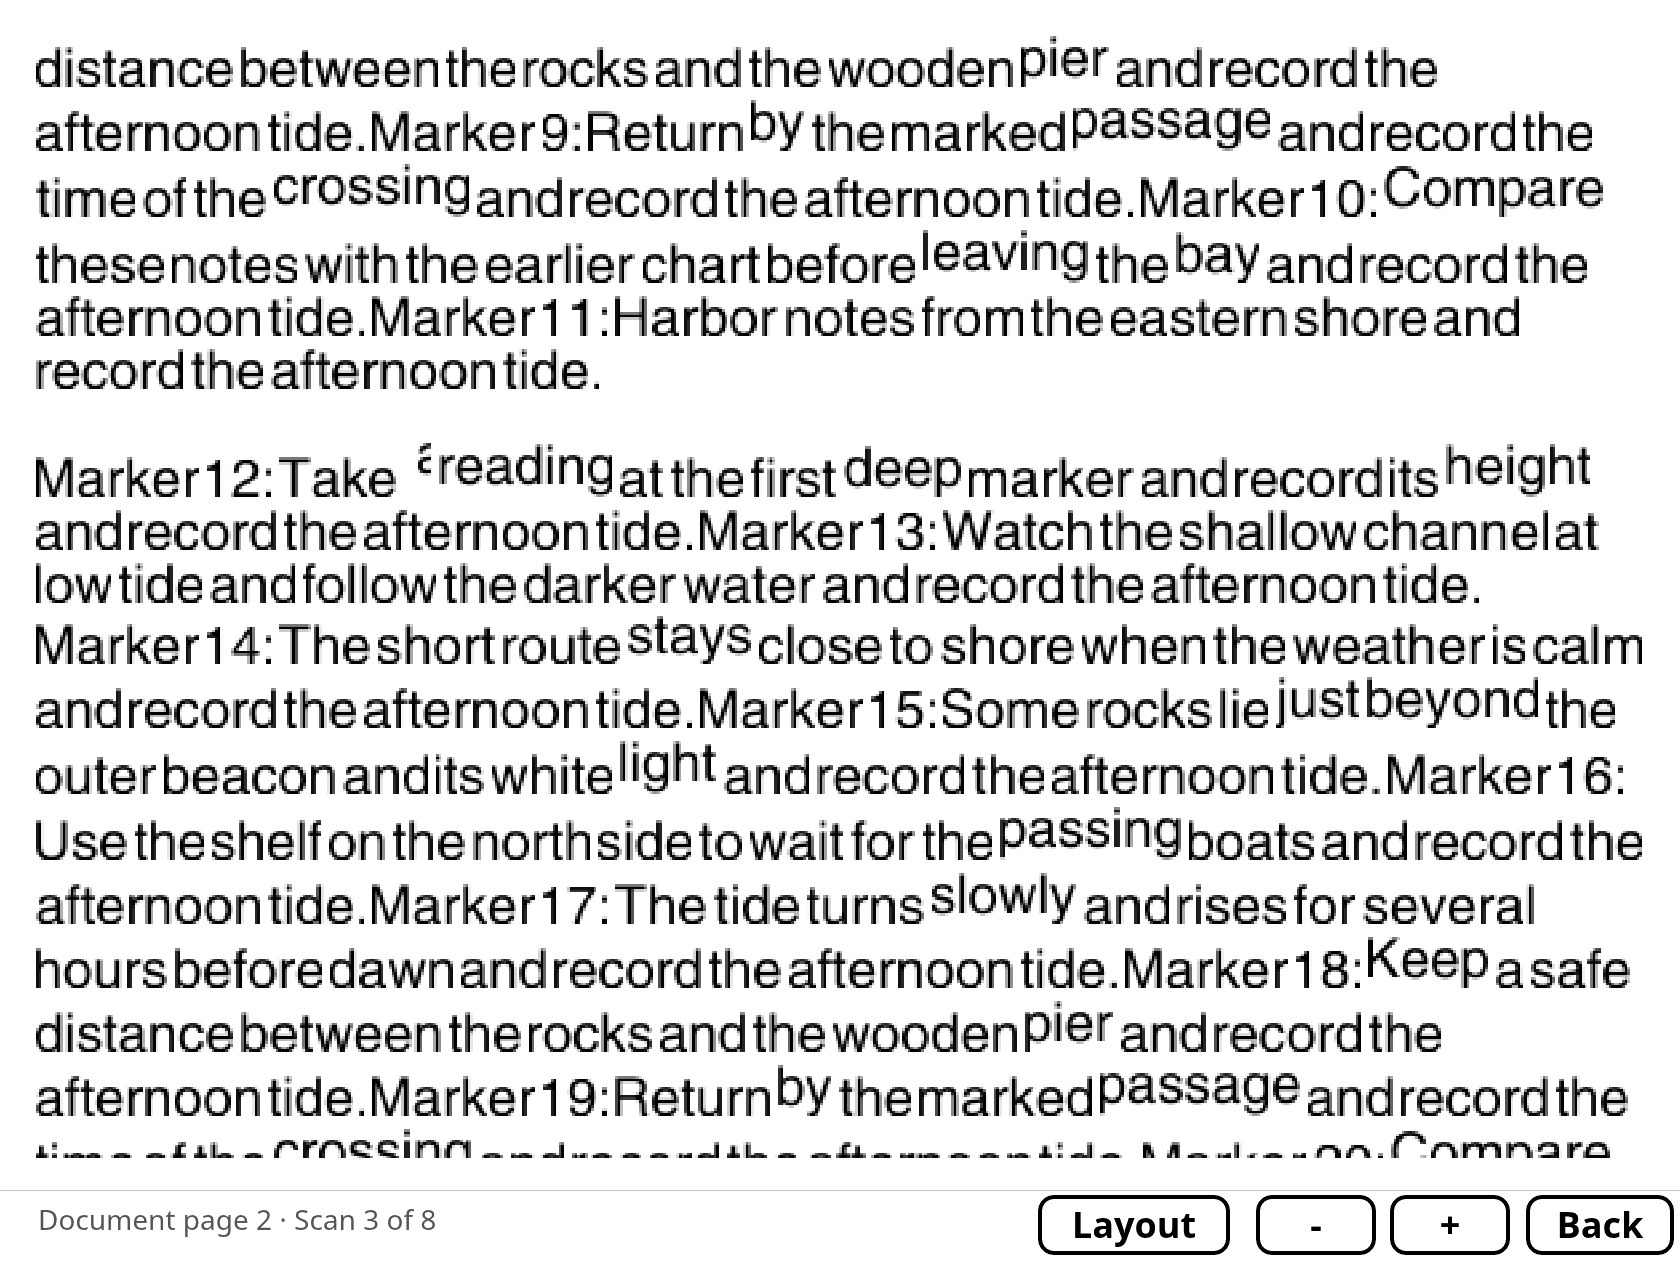 distance between the rocks and the wooden pier and record the
afternoon tide. Marker 9: Return by the marked passage and record the
time of the crossing and record the afternoon tide. Marker 10: Compare
these notes with the earlier chart before leaving the bay and record the
afternoon tide. Marker 11: Harbor notes from the eastern shore and
record the afternoon tide.
Marker 12: Take reading at the first deep marker and record its height
and record the afternoon tide. Marker 13: Watch the shallow channel at
low tide and follow the darker water and record the afternoon tide.
Marker 14: The short route stays close to shore when the weather is calm
and record the afternoon tide. Marker 15: Some rocks lie just beyond the
outer beacon and its white light and record the afternoon tide. Marker 16:
Use the shelf on the north side to wait for the passing boats and record the
afternoon tide. Marker 17: The tide turns slowly and rises for several
hours before dawn and record the afternoon tide. Marker 18: Keep a safe
distance between the rocks and the wooden pier and record the
afternoon tide. Marker 19: Return by the marked passage and record the
crossing Compare
Document page 2 · Scan 3 of 8
Layout - + Back